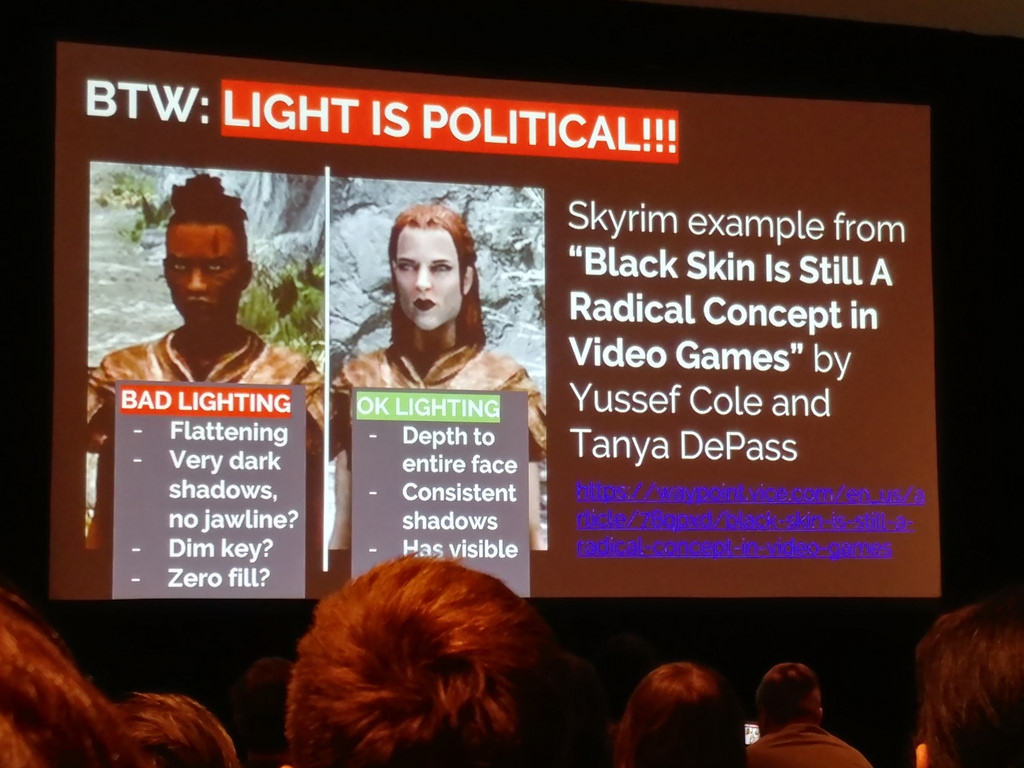 BTW: LIGHT IS POLITICAL!!!
BAD LIGHTING
- Flattening
- Very dark
shadows,
no jawline?
- Dim key?
- Zero fill?
OK LIGHTING
- Depth to
entire face
- Consistent
shadows
- Has visible
Skyrim example from
“Black Skin Is Still A
Radical Concept in
Video Games” by
Yussef Cole and
Tanya DePass
https://waypoint.vice.com/en_us/a
rticle/78qpxd/black-skin-is-still-a-
radical-concept-in-video-games